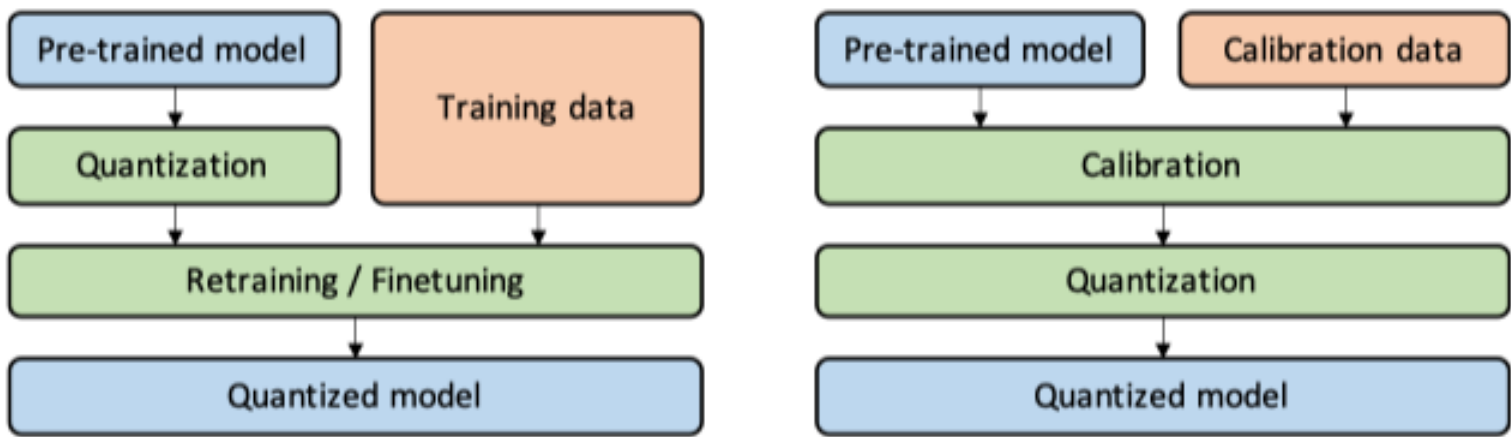 Pre-trained model
Training data
Quantization
Retraining / Finetuning
Quantized model
Pre-trained model
Calibration data
Calibration
Quantization
Quantized model